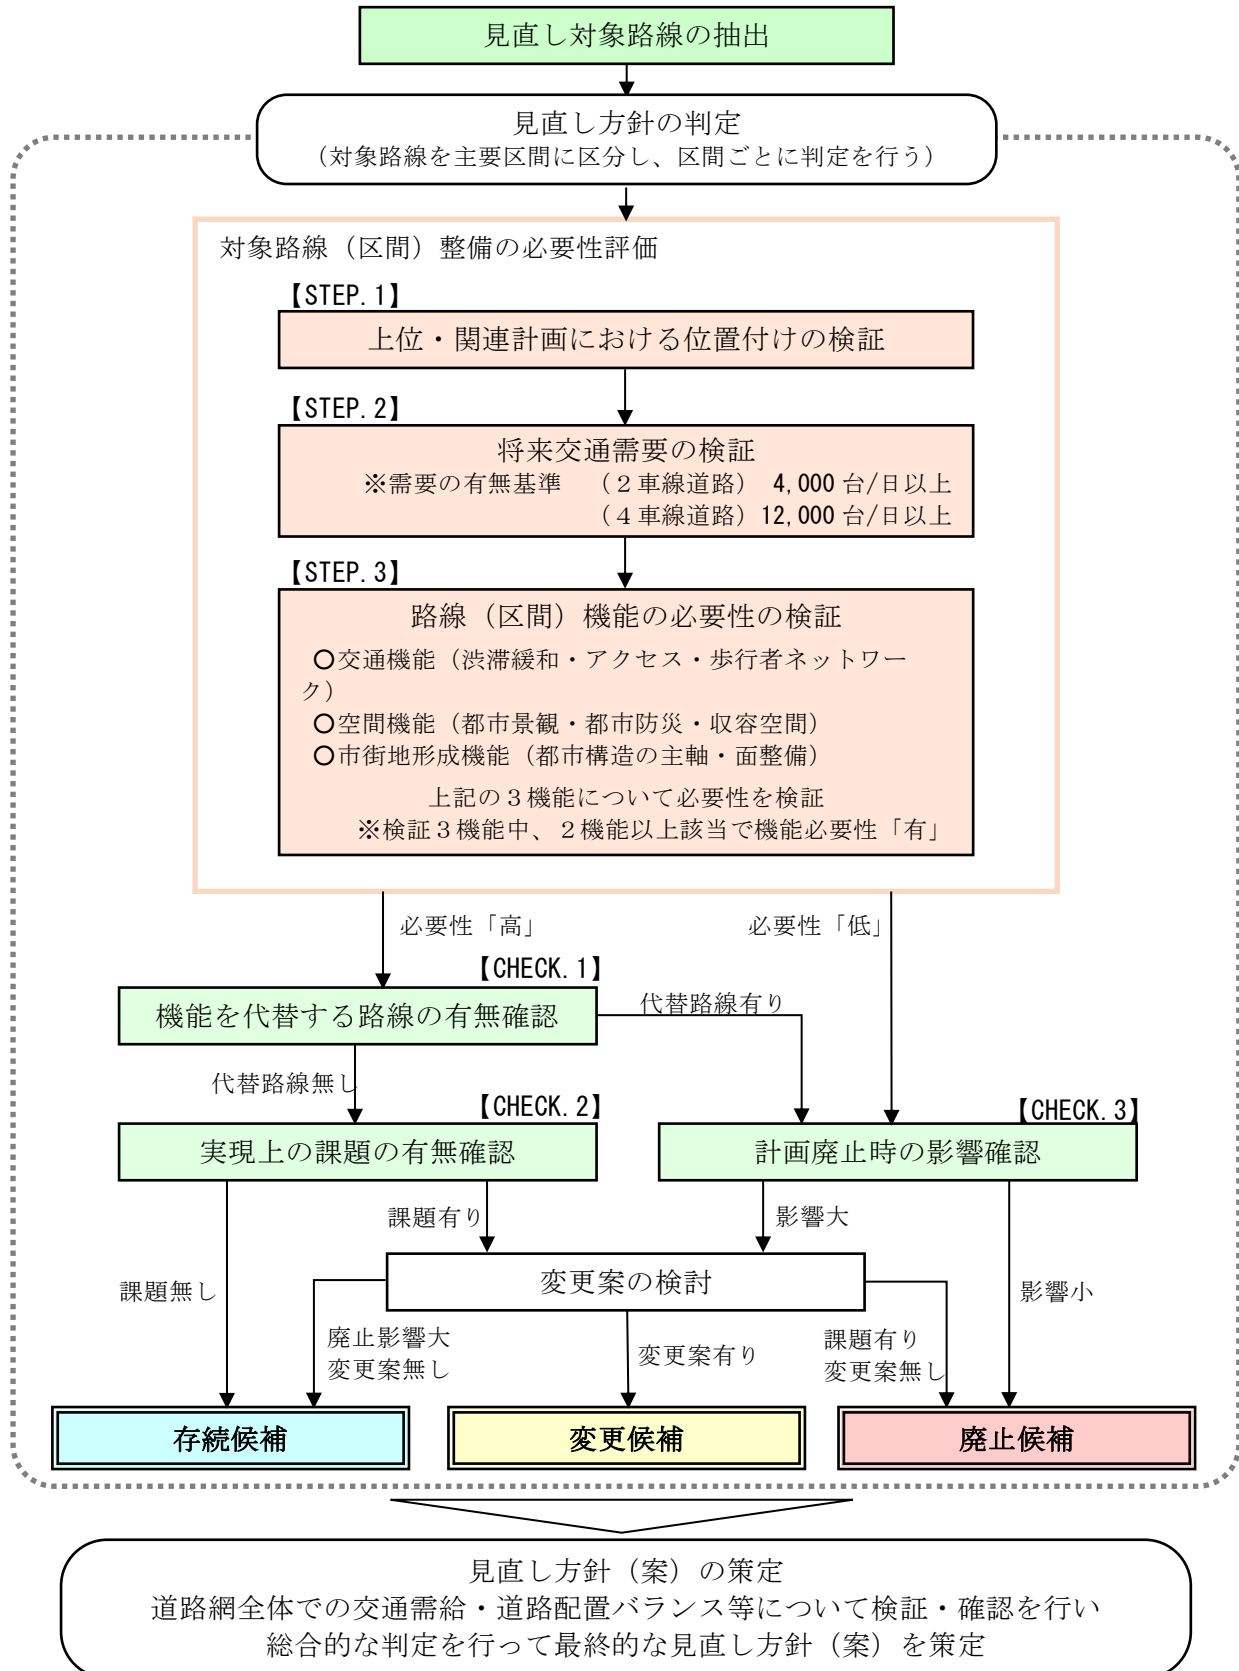 見直し対象路線の抽出
見直し方針の判定
（対象路線を主要区間に区分し、区間ごとに判定を行う）
対象路線（区間）整備の必要性評価
【STEP.1】
上位・関連計画における位置付けの検証
【STEP.2】
将来交通需要の検証
※需要の有無基準　（２車線道路） 4,000 台/日以上
（４車線道路）12,000 台/日以上
【STEP.3】
路線（区間）機能の必要性の検証
○交通機能（渋滞緩和・アクセス・歩行者ネットワー
ク）
○空間機能（都市景観・都市防災・収容空間）
○市街地形成機能（都市構造の主軸・面整備）
上記の３機能について必要性を検証
※検証３機能中、２機能以上該当で機能必要性「有」
必要性「高」
必要性「低」
【CHECK.1】
機能を代替する路線の有無確認
代替路線有り
代替路線無し
【CHECK.2】
実現上の課題の有無確認
【CHECK.3】
計画廃止時の影響確認
課題有り
影響大
変更案の検討
課題無し
影響小
廃止影響大
変更案無し
変更案有り
課題有り
変更案無し
存続候補
変更候補
廃止候補
見直し方針（案）の策定
道路網全体での交通需給・道路配置バランス等について検証・確認を行い
総合的な判定を行って最終的な見直し方針（案）を策定